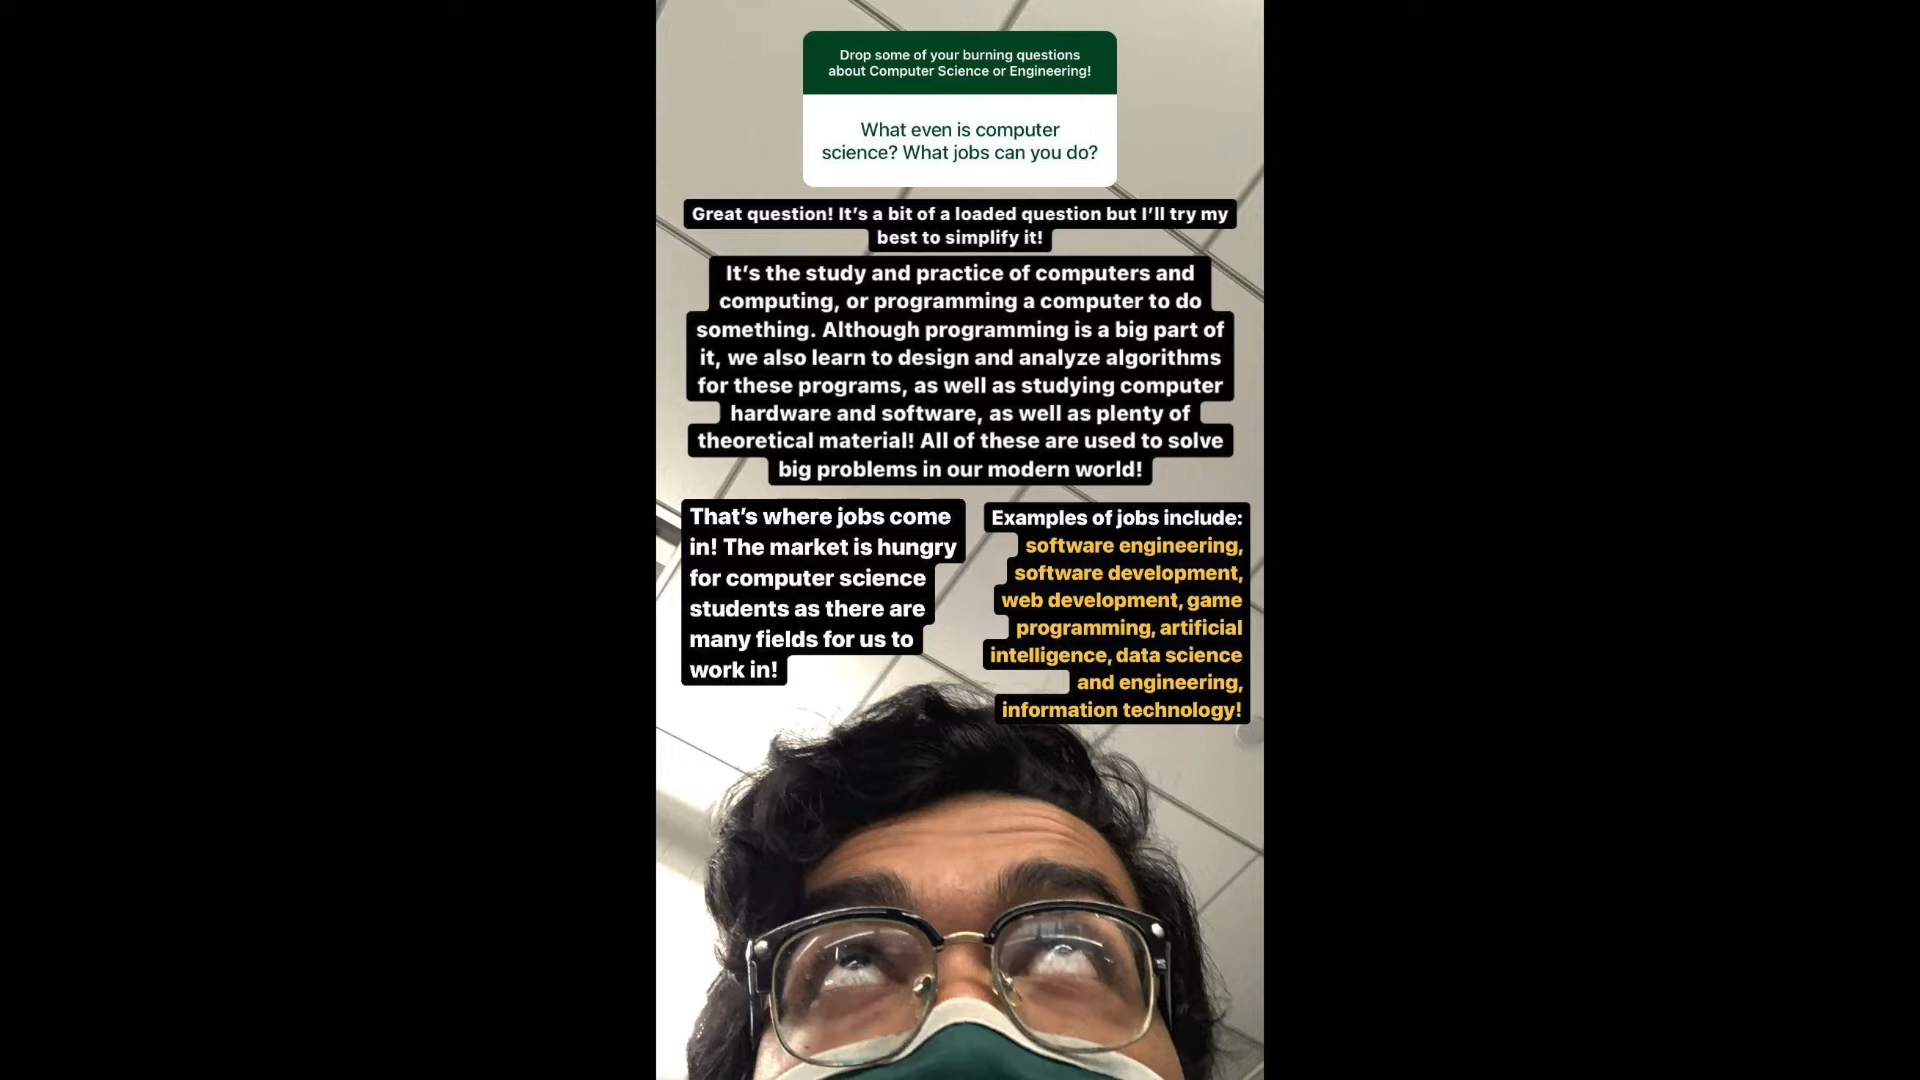 Drop some of your burning questions
about Computer Science or Engineering!
What even is computer
science? What jobs can you do?
Great question! It’s a bit of a loaded question but I’ll try my
best to simplify it!
It’s the study and practice of computers and
computing, or programming a computer to do
something. Although programming is a big part of
it, we also learn to design and analyze algorithms
for these programs, as well as studying computer
hardware and software, as well as plenty of
theoretical material! All of these are used to solve
big problems in our modern world!
That’s where jobs come
in! The market is hungry
for computer science
students as there are
many fields for us to
work in!
Examples of jobs include:
software engineering,
software development,
web development, game
programming, artificial
intelligence, data science
and engineering,
information technology!